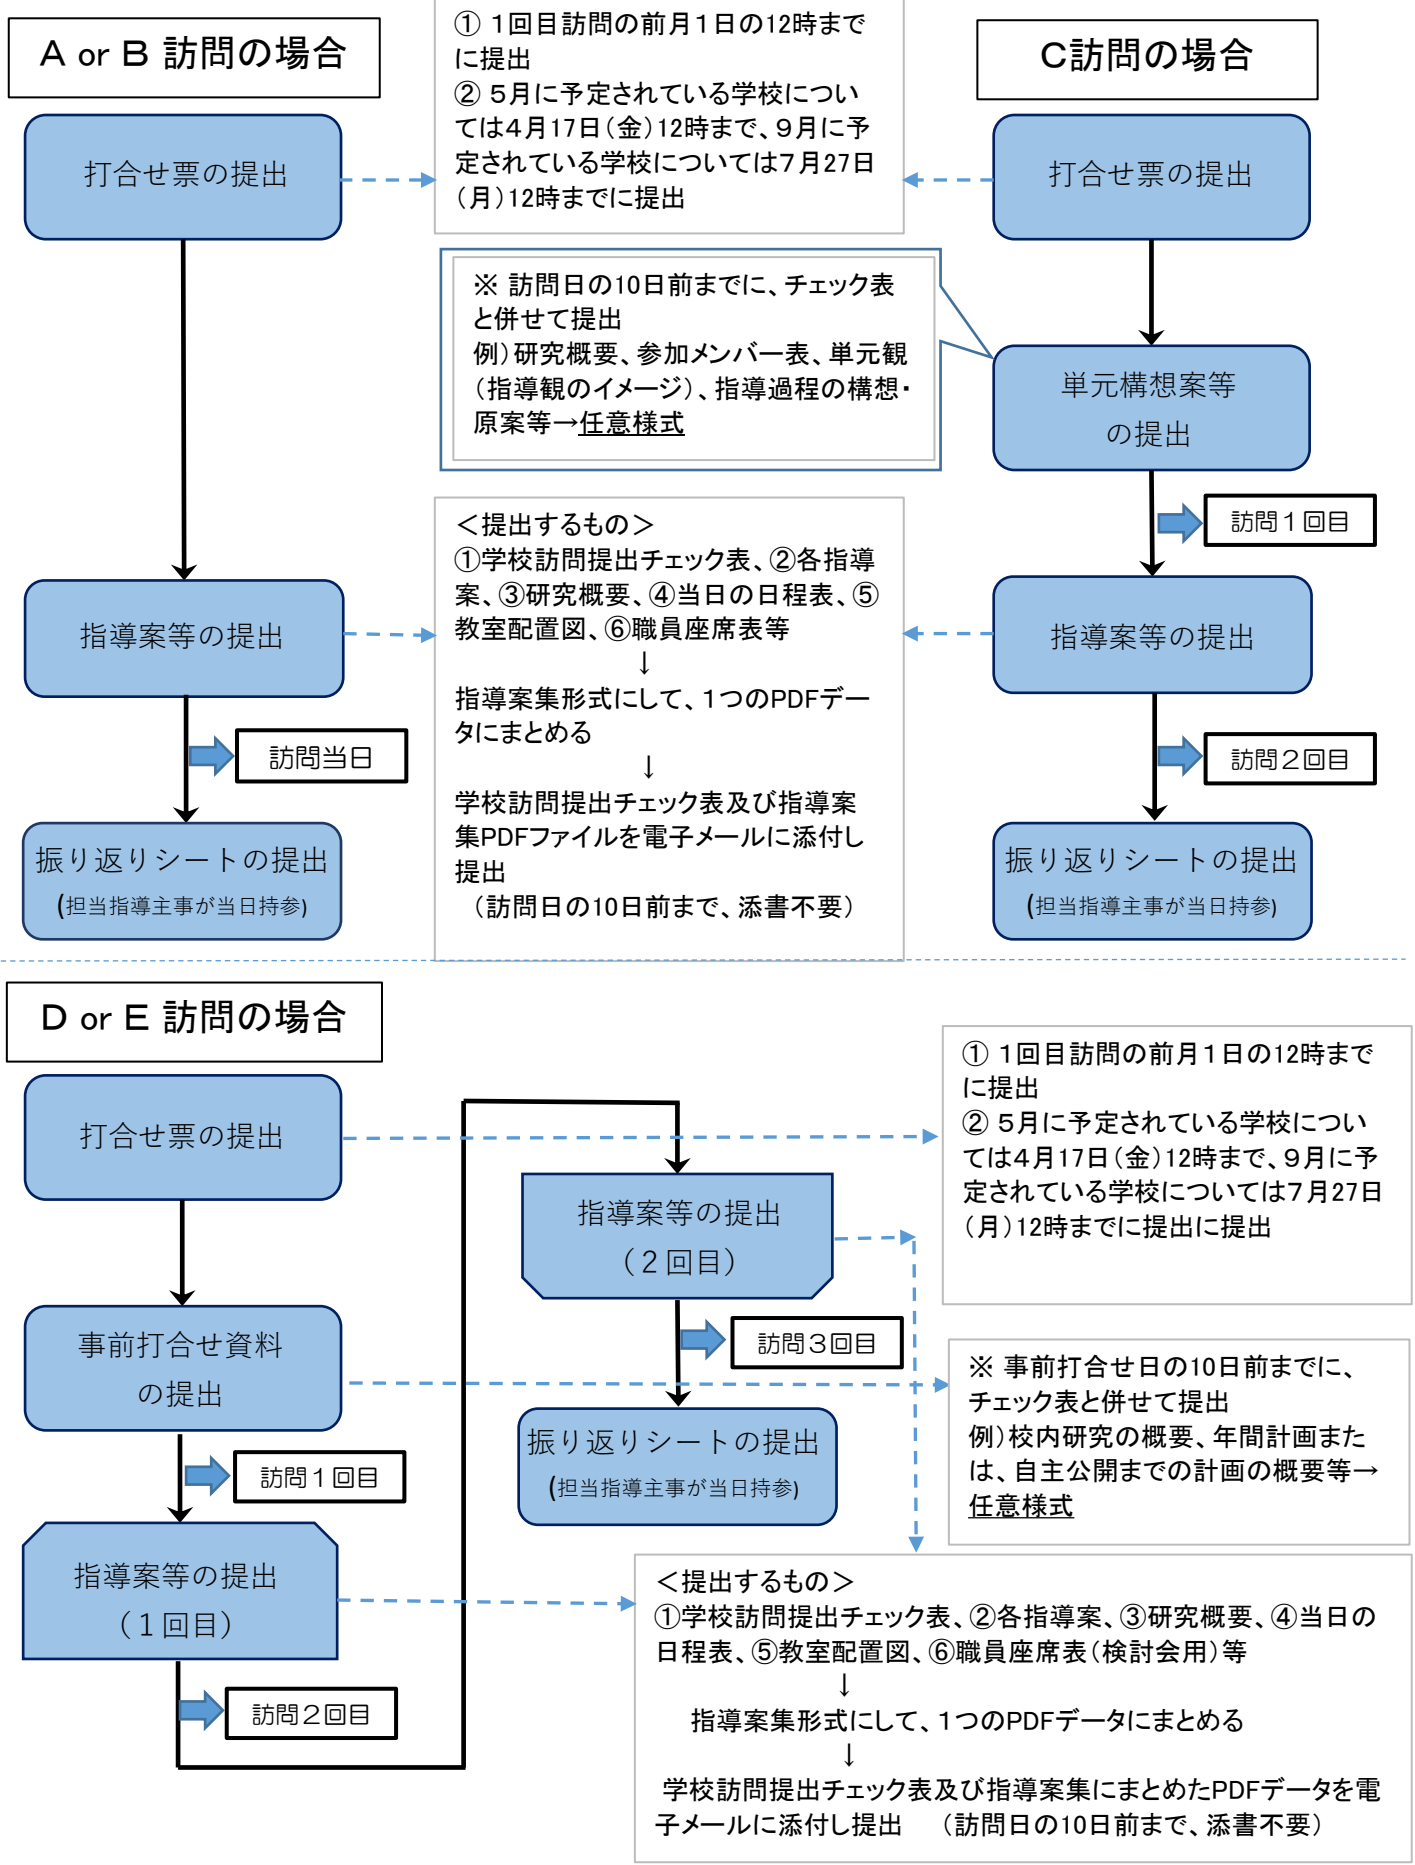 A or B 訪問の場合
① 1回目訪問の前月1日の12時まで
に提出
② 5月に予定されている学校につい
ては4月17日(金)12時まで、9月に予
定されている学校については7月27日
(月)12時までに提出
C訪問の場合
打合せ票の提出
打合せ票の提出
※ 訪問日の10日前までに、チェック表
と併せて提出
例)研究概要、参加メンバー表、単元観
(指導観のイメージ)、指導過程の構想・
原案等→任意様式
単元構想案等
の提出
訪問1回目
<提出するもの>
①学校訪問提出チェック表、②各指導
案、③研究概要、④当日の日程表、⑤
教室配置図、⑥職員座席表等
↓
指導案集形式にして、1つのPDFデー
タにまとめる
↓
学校訪問提出チェック表及び指導案
集PDFファイルを電子メールに添付し
提出
(訪問日の10日前まで、添書不要)
指導案等の提出
指導案等の提出
訪問当日
訪問2回目
振り返りシートの提出
(担当指導主事が当日持参)
振り返りシートの提出
(担当指導主事が当日持参)
D or E 訪問の場合
打合せ票の提出
① 1回目訪問の前月1日の12時まで
に提出
② 5月に予定されている学校につい
ては4月17日(金)12時まで、9月に予
定されている学校については7月27日
(月)12時までに提出に提出
指導案等の提出
(2回目)
事前打合せ資料
の提出
訪問3回目
※ 事前打合せ日の10日前までに、
チェック表と併せて提出
例)校内研究の概要、年間計画また
は、自主公開までの計画の概要等→
任意様式
振り返りシートの提出
(担当指導主事が当日持参)
訪問1回目
指導案等の提出
(1回目)
訪問2回目
<提出するもの>
①学校訪問提出チェック表、②各指導案、③研究概要、④当日の
日程表、⑤教室配置図、⑥職員座席表(検討会用)等
↓
指導案集形式にして、1つのPDFデータにまとめる
↓
学校訪問提出チェック表及び指導案集にまとめたPDFデータを電
子メールに添付し提出 (訪問日の10日前まで、添書不要)